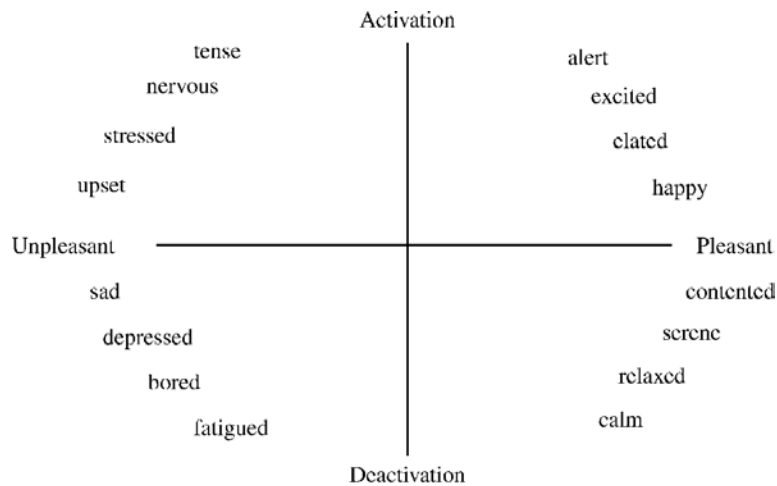 Activation
tense
alert
nervous
excited
stressed
elated
upset
happy
Unpleasant
Pleasant
sad
contented
depressed
serene
bored
relaxed
fatigued
calm
Deactivation